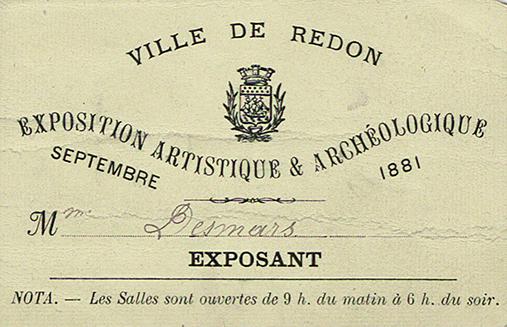 VILLE DE REDON
EXPOSITION ARTISTIQUE & ARCHÉOLOGIQUE
SEPTEMBRE 1881
Mme Desmars
EXPOSANT
NOTA. — Les Salles sont ouvertes de 9 h. du matin à 6 h. du soir.